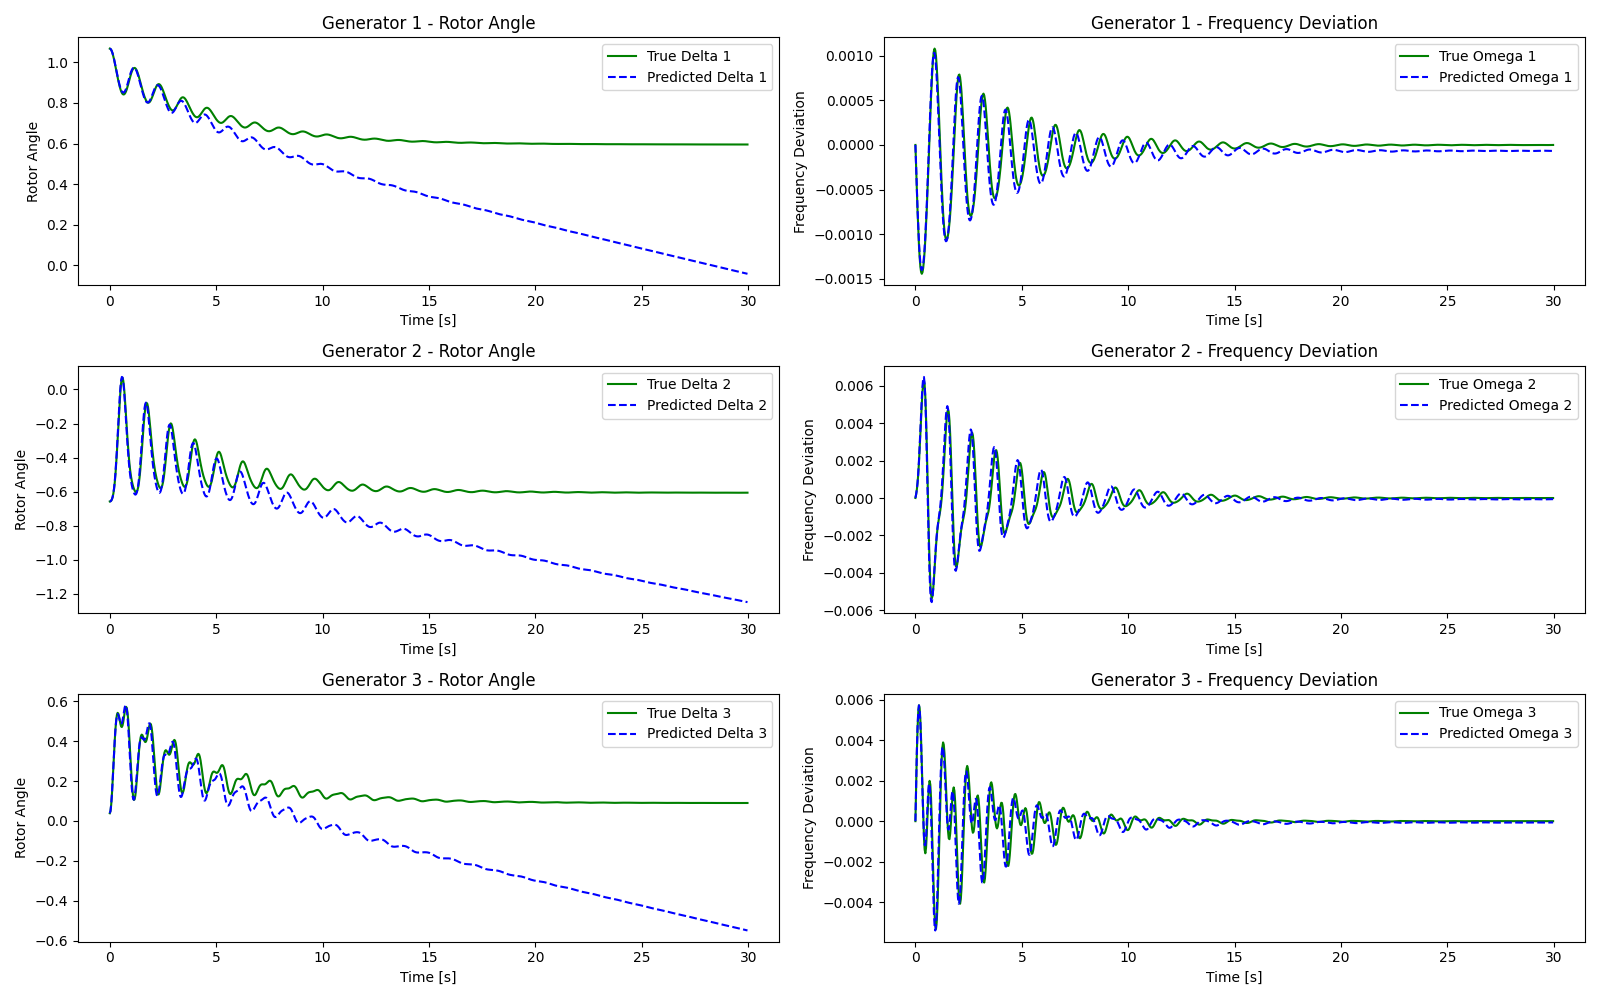 Generator 1 - Rotor Angle
Rotor Angle
1.0
0.8
0.6
0.4
0.2
0.0
True Delta 1
Predicted Delta 1
0 5 10 15 20 25 30
Time [s]
Generator 1 - Frequency Deviation
Frequency Deviation
0.0010
0.0005
0.0000
−0.0005
−0.0010
−0.0015
True Omega 1
Predicted Omega 1
0 5 10 15 20 25 30
Time [s]
Generator 2 - Rotor Angle
Rotor Angle
0.0
−0.2
−0.4
−0.6
−0.8
−1.0
−1.2
True Delta 2
Predicted Delta 2
0 5 10 15 20 25 30
Time [s]
Generator 2 - Frequency Deviation
Frequency Deviation
0.006
0.004
0.002
0.000
−0.002
−0.004
−0.006
True Omega 2
Predicted Omega 2
0 5 10 15 20 25 30
Time [s]
Generator 3 - Rotor Angle
Rotor Angle
0.6
0.4
0.2
0.0
−0.2
−0.4
−0.6
True Delta 3
Predicted Delta 3
0 5 10 15 20 25 30
Time [s]
Generator 3 - Frequency Deviation
Frequency Deviation
0.006
0.004
0.002
0.000
−0.002
−0.004
True Omega 3
Predicted Omega 3
0 5 10 15 20 25 30
Time [s]